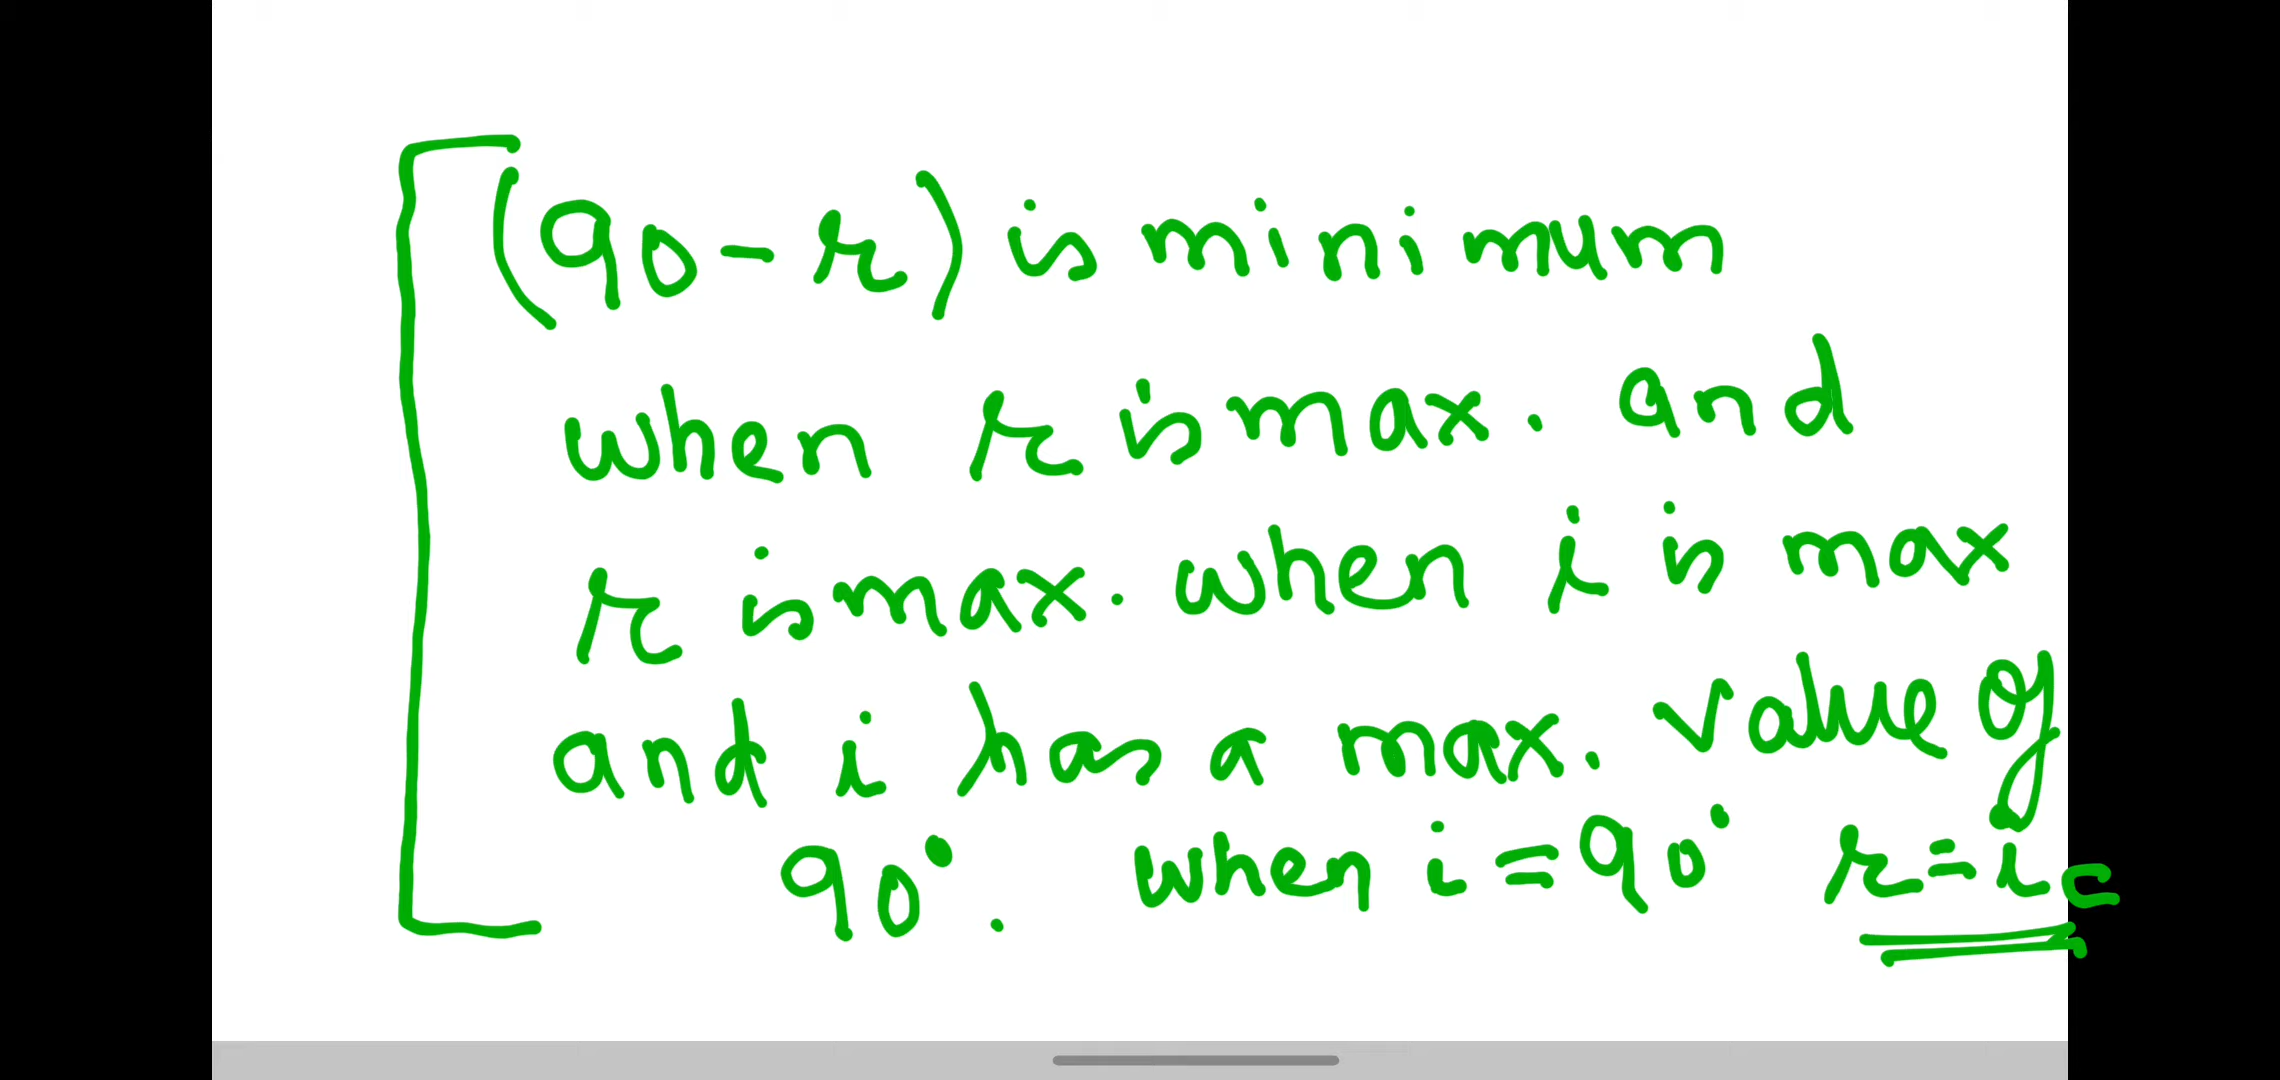 (90-r) is minimum
when r is max. and
r is max. when i is max
and i has a max. value of
90°. when i=90° r=ic